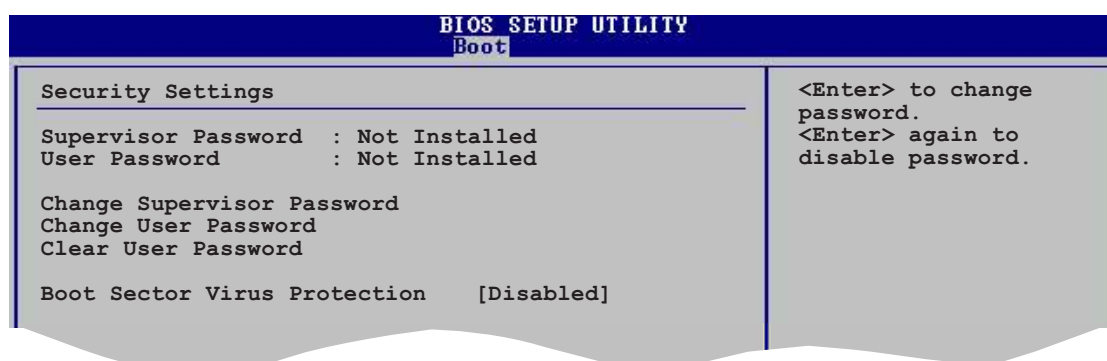 BIOS SETUP UTILITY
Boot
Security Settings
Supervisor Password : Not Installed
User Password : Not Installed
Change Supervisor Password
Change User Password
Clear User Password
Boot Sector Virus Protection [Disabled]
<Enter> to change
password.
<Enter> again to
disable password.